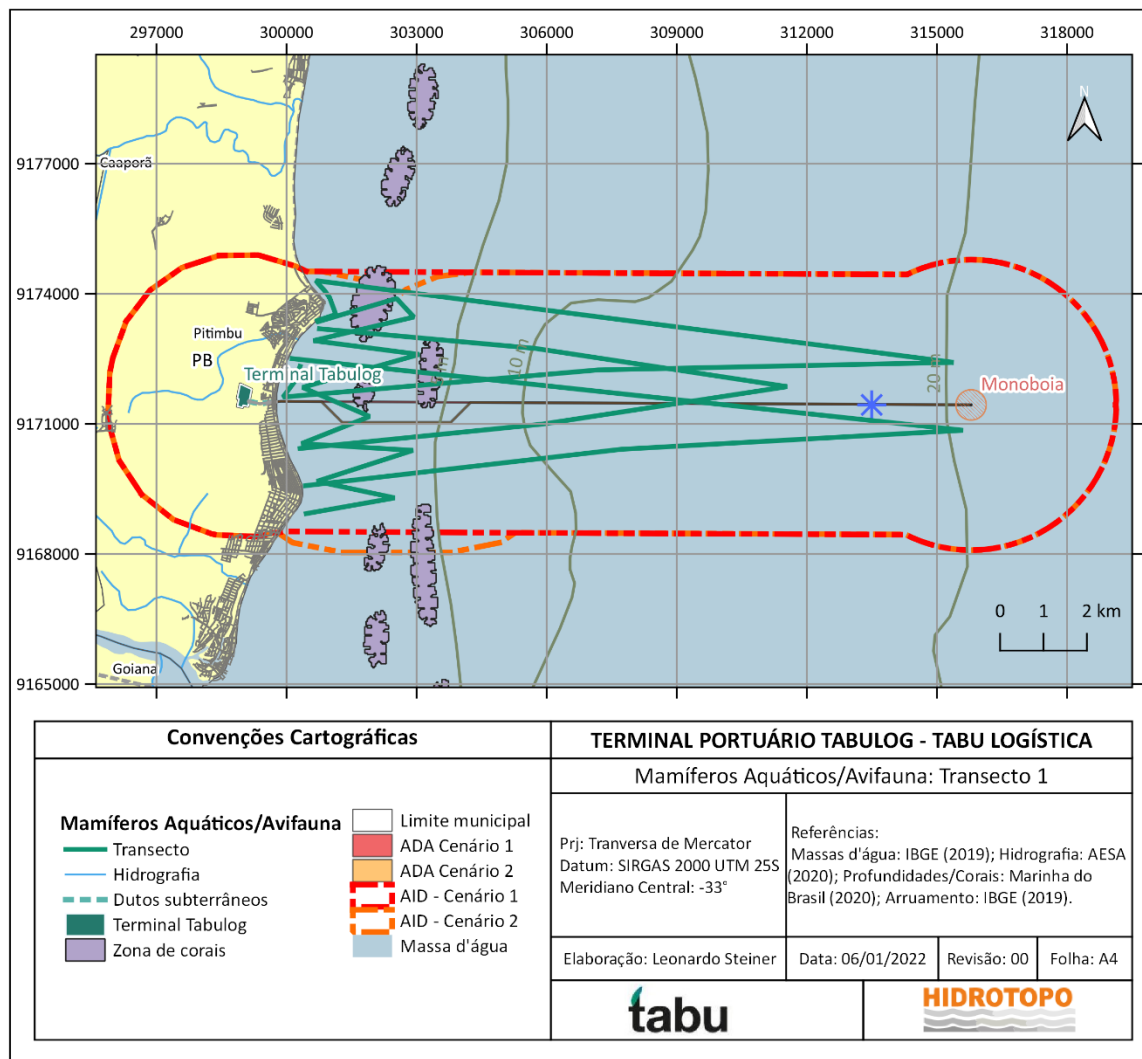 297000 300000 303000 306000 309000 312000 315000 318000
N
9177000
Caaporã
9174000
Pitimbu
PB
Terminal Tabulog
m
10 m
20 m
Monoboia
9171000
9168000
0 1 2 km
Goiana
9165000
Convenções Cartográficas
Mamíferos Aquáticos/Avifauna
Transecto
Hidrografia
Dutos subterrâneos
Terminal Tabulog
Zona de corais
Limite municipal
ADA Cenário 1
ADA Cenário 2
AID - Cenário 1
AID - Cenário 2
Massa d'água
TERMINAL PORTUÁRIO TABULOG - TABU LOGÍSTICA
Mamíferos Aquáticos/Avifauna: Transecto 1
Prj: Tranversa de Mercator
Datum: SIRGAS 2000 UTM 25S
Meridiano Central: -33°
Referências:
Massas d'água: IBGE (2019); Hidrografia: AESA
(2020); Profundidades/Corais: Marinha do
Brasil (2020); Arruamento: IBGE (2019).
Elaboração: Leonardo Steiner
Data: 06/01/2022
Revisão: 00
Folha: A4
tabu
HIDROTOPO